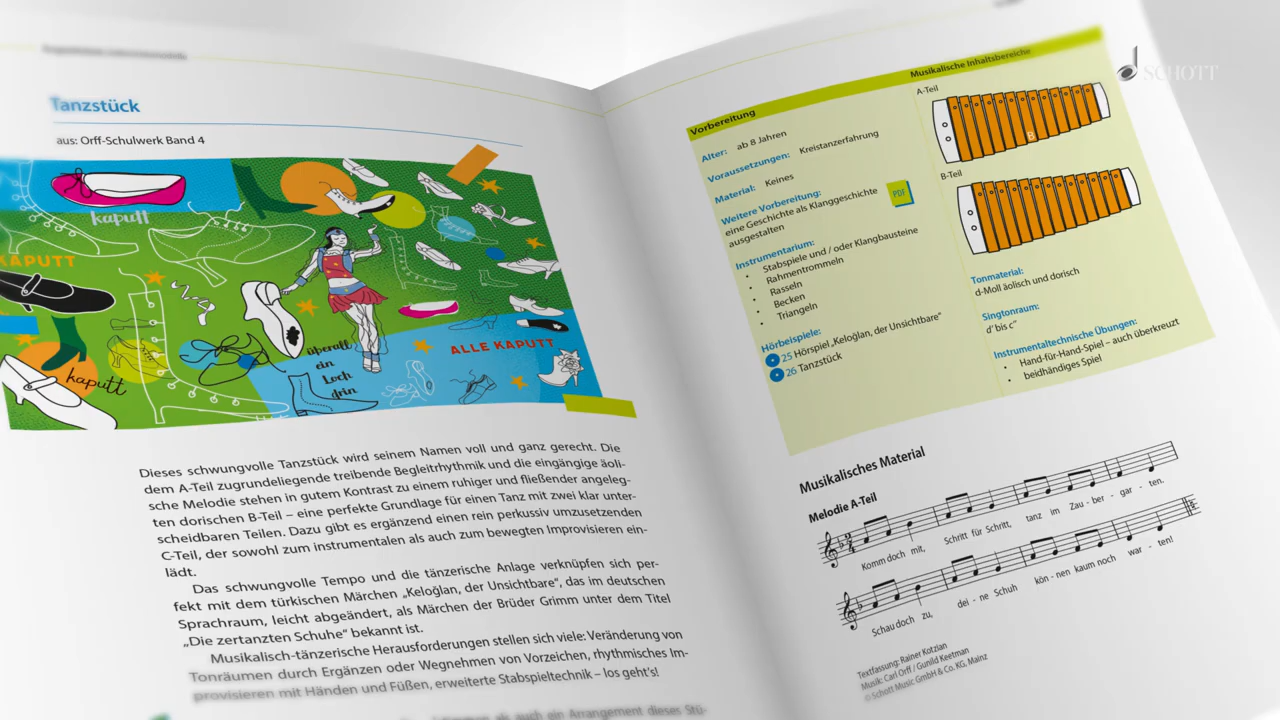 Tanzstück
aus: Orff-Schulwerk Band 4
kaputt
KAPUTT
kaputt
überall
ein
Loch
drin
ALLE KAPUTT
Dieses schwungvolle Tanzstück wird seinem Namen voll und ganz gerecht. Die
dem A-Teil zugrundeliegende treibende Begleitrhythmik und die eingängige äoli-
sche Melodie stehen in gutem Kontrast zu einem ruhiger und fließender angeleg-
ten dorischen B-Teil – eine perfekte Grundlage für einen Tanz mit zwei klar unter-
scheidbaren Teilen. Dazu gibt es ergänzend einen rein perkussiv umzusetzenden
C-Teil, der sowohl zum instrumentalen als auch zum bewegten Improvisieren ein-
lädt.
Das schwungvolle Tempo und die tänzerische Anlage verknüpfen sich per-
fekt mit dem türkischen Märchen „Keloğlan, der Unsichtbare“, das im deutschen
Sprachraum, leicht abgeändert, als Märchen der Brüder Grimm unter dem Titel
„Die zertanzten Schuhe“ bekannt ist.
Musikalisch-tänzerische Herausforderungen stellen sich viele: Veränderung von
Tonräumen durch Ergänzen oder Wegnehmen von Vorzeichen, rhythmisches Im-
provisieren mit Händen und Füßen, erweiterte Stabspieltechnik – los geht's!
als auch ein Arrangement dieses Stü-
SCHOTT
Vorbereitung
Alter: ab 8 Jahren
Voraussetzungen: Kreistanzerfahrung
Material: Keines
Weitere Vorbereitung:
eine Geschichte als Klanggeschichte
ausgestalten
PDF
Instrumentarium:
• Stabspiele und / oder Klangbausteine
• Rahmentrommeln
• Rasseln
• Becken
• Triangeln
Hörbeispiele:
25 Hörspiel „Keloğlan, der Unsichtbare“
26 Tanzstück
Musikalische Inhaltsbereiche
A-Teil
B
B-Teil
Tonmaterial:
d-Moll äolisch und dorisch
Singtonraum:
d' bis c''
Instrumentaltechnische Übungen:
• Hand-für-Hand-Spiel – auch überkreuzt
• beidhändiges Spiel
Musikalisches Material
Melodie A-Teil
Komm doch mit, Schritt für Schritt, tanz im Zau - ber - gar - ten.
Schau doch zu, dei - ne Schuh kön - nen kaum noch war - ten!
Textfassung: Rainer Kotzian
Musik: Carl Orff / Gunild Keetman
© Schott Music GmbH & Co. KG, Mainz